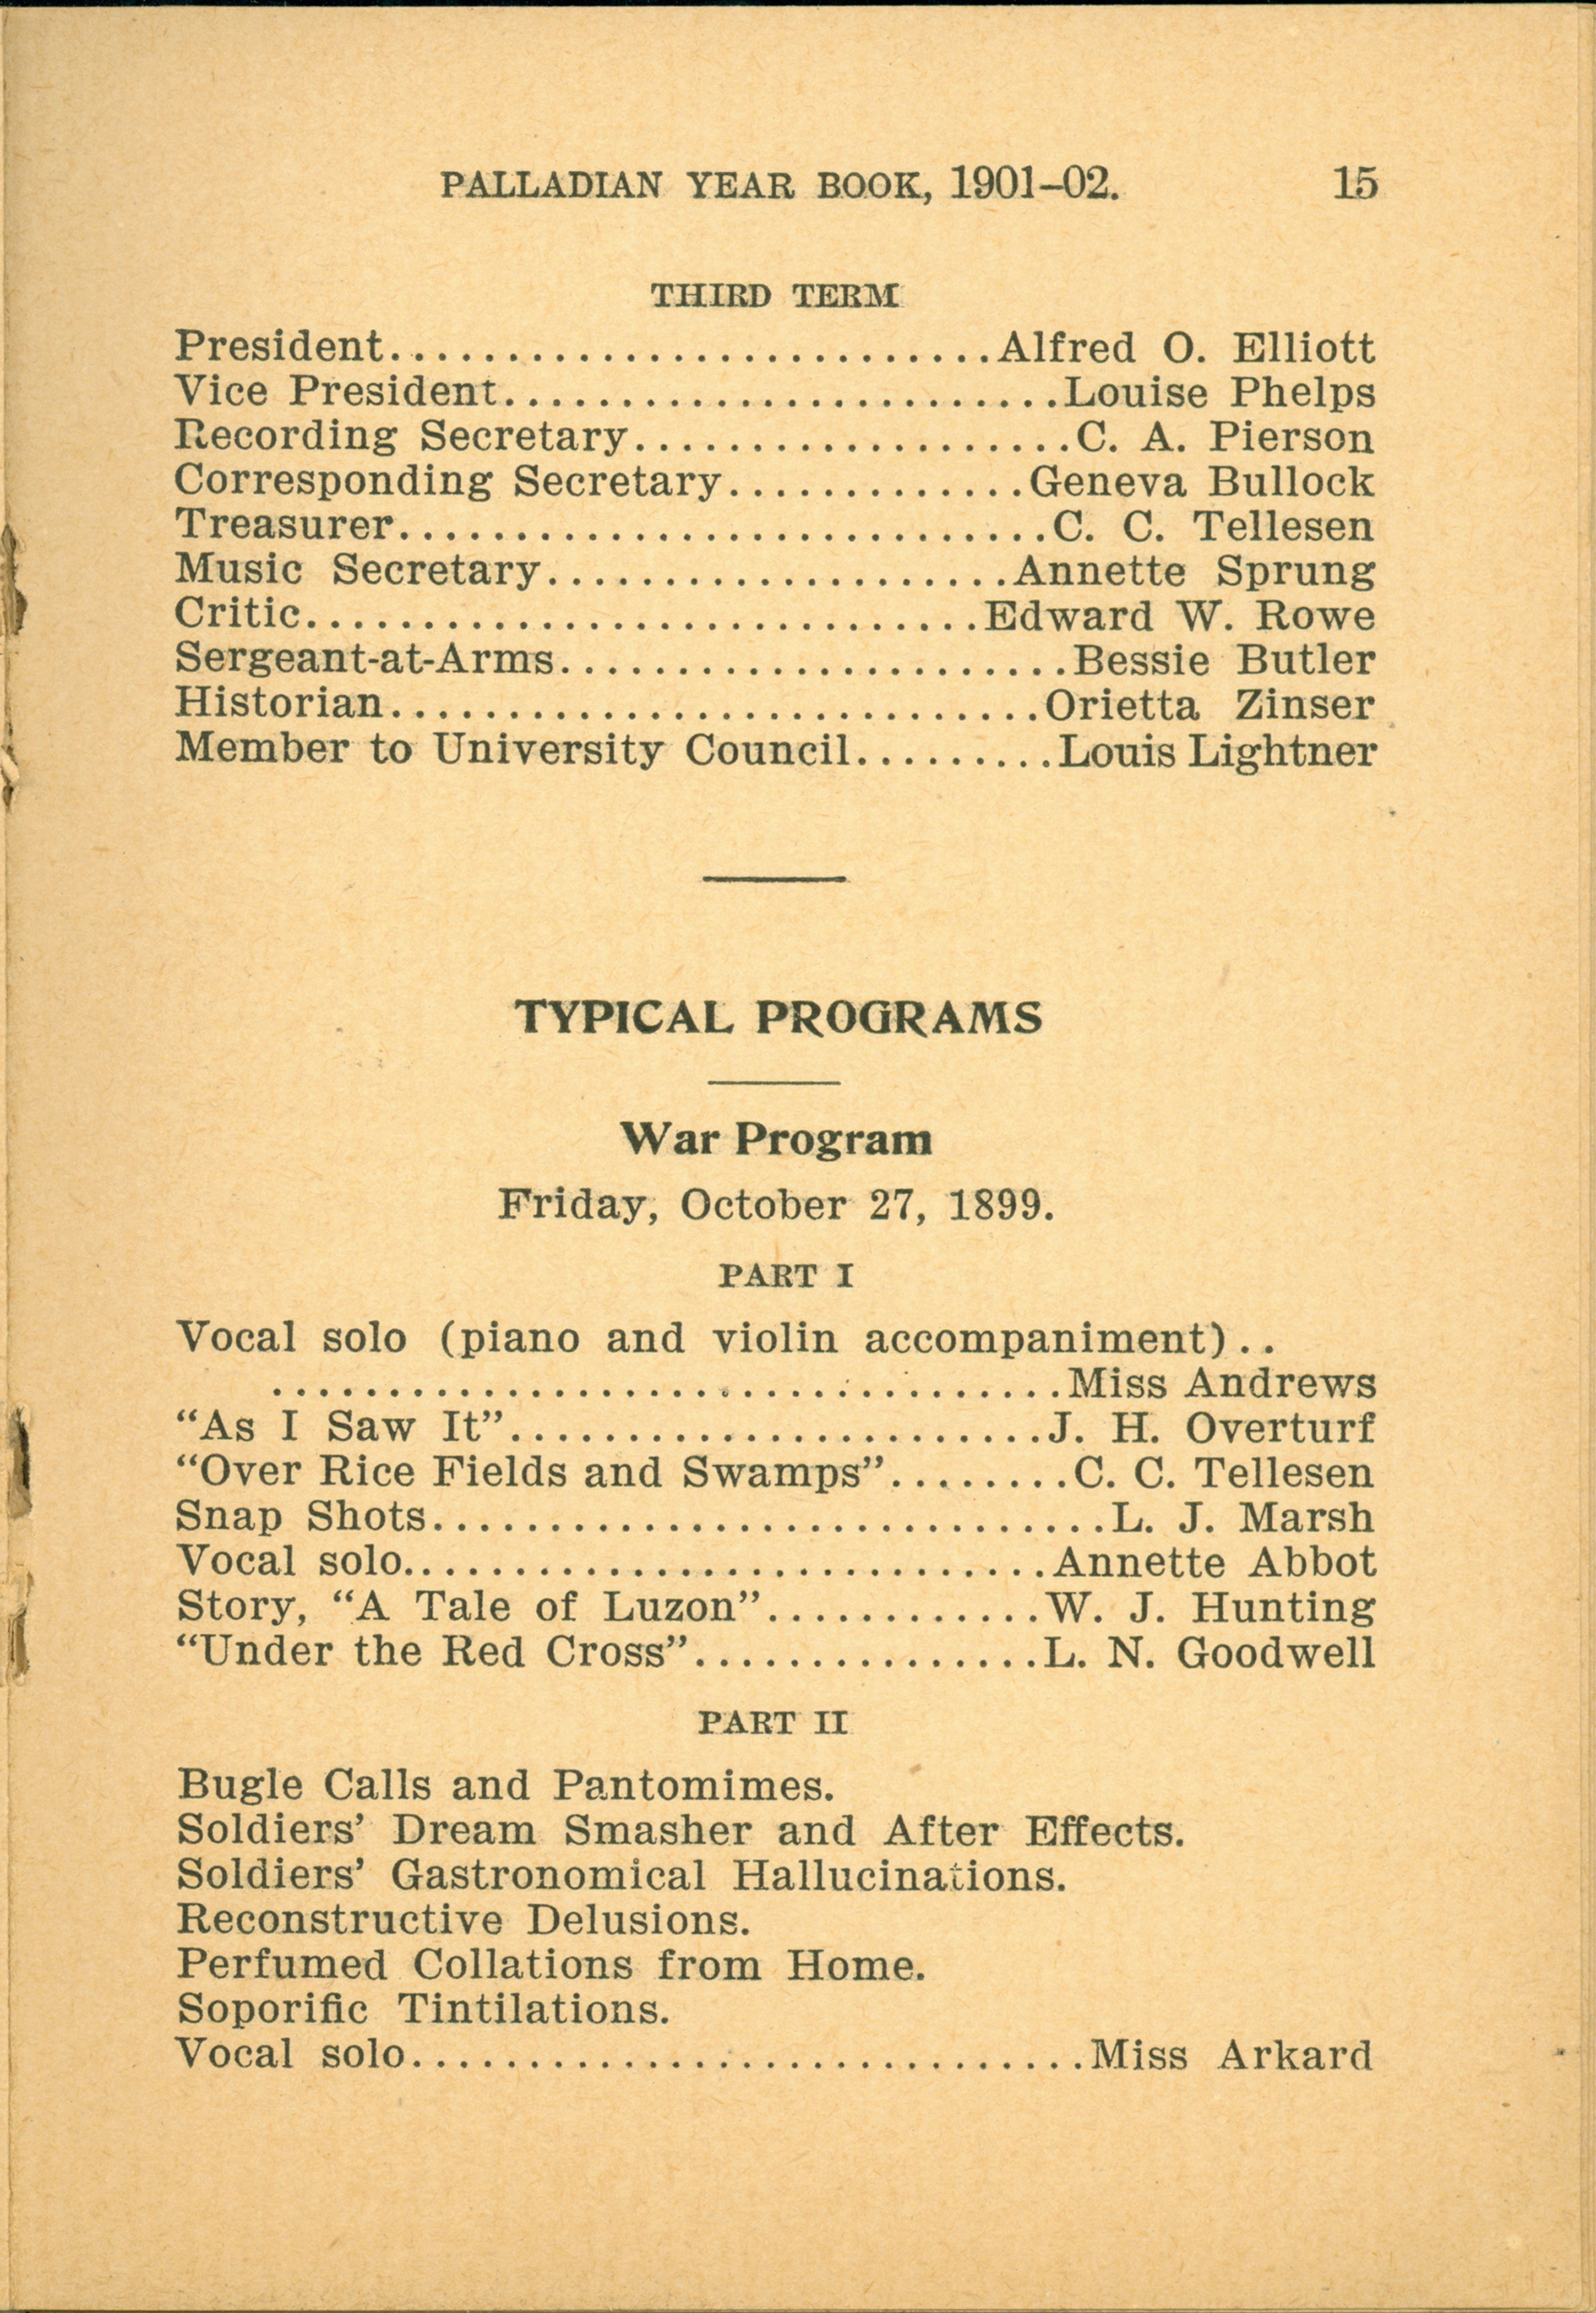 PALLADIAN YEAR BOOK, 1901–02. 15
THIRD TERM
President..........................Alfred O. Elliott
Vice President........................Louise Phelps
Recording Secretary...................C. A. Pierson
Corresponding Secretary.............Geneva Bullock
Treasurer............................C. C. Tellesen
Music Secretary....................Annette Sprung
Critic.............................Edward W. Rowe
Sergeant-at-Arms......................Bessie Butler
Historian............................Orietta Zinser
Member to University Council.........Louis Lightner
TYPICAL PROGRAMS
War Program
Friday, October 27, 1899.
PART I
Vocal solo (piano and violin accompaniment)..
..................................Miss Andrews
“As I Saw It”.......................J. H. Overturf
“Over Rice Fields and Swamps”........C. C. Tellesen
Snap Shots.............................L. J. Marsh
Vocal solo............................Annette Abbot
Story, “A Tale of Luzon”............W. J. Hunting
“Under the Red Cross”...............L. N. Goodwell
PART II
Bugle Calls and Pantomimes.
Soldiers’ Dream Smasher and After Effects.
Soldiers’ Gastronomical Hallucinations.
Reconstructive Delusions.
Perfumed Collations from Home.
Soporific Tintilations.
Vocal solo.............................Miss Arkard